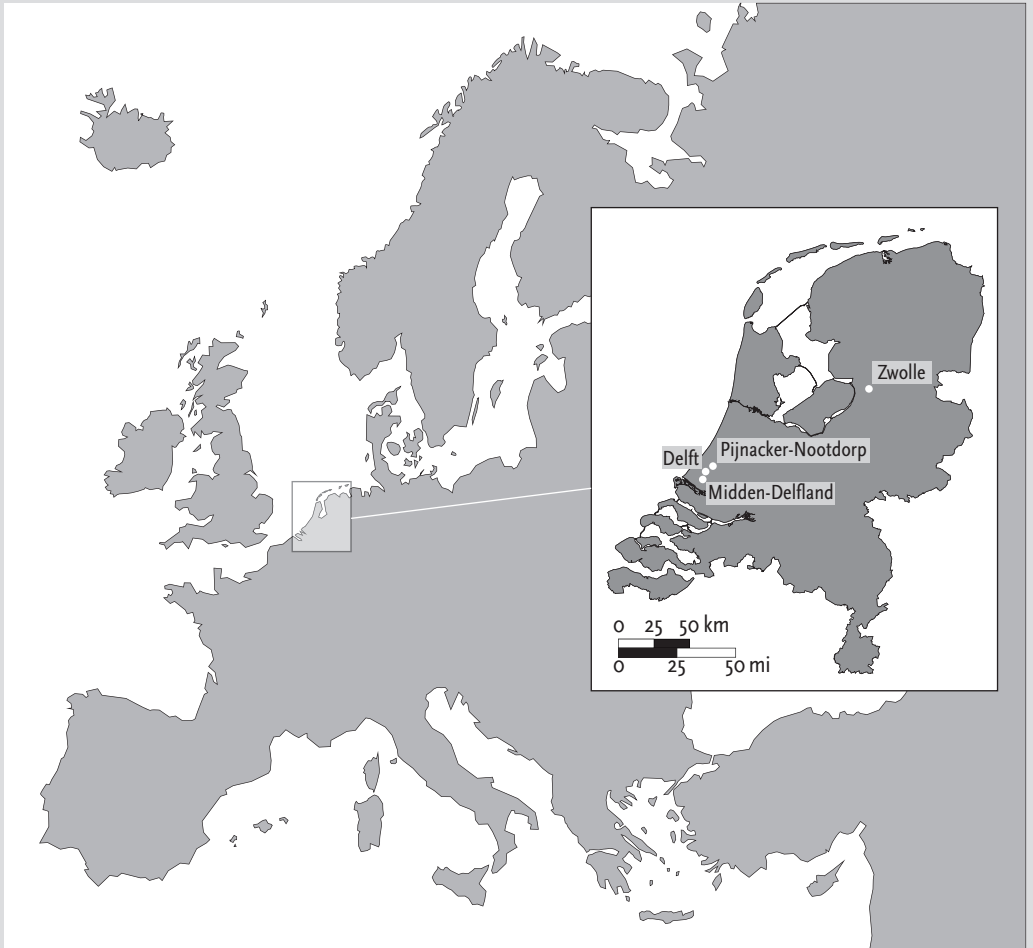 Zwolle
Pijnacker-Nootdorp
Delft
Midden-Delfland
0 25 50 km
0 25 50 mi